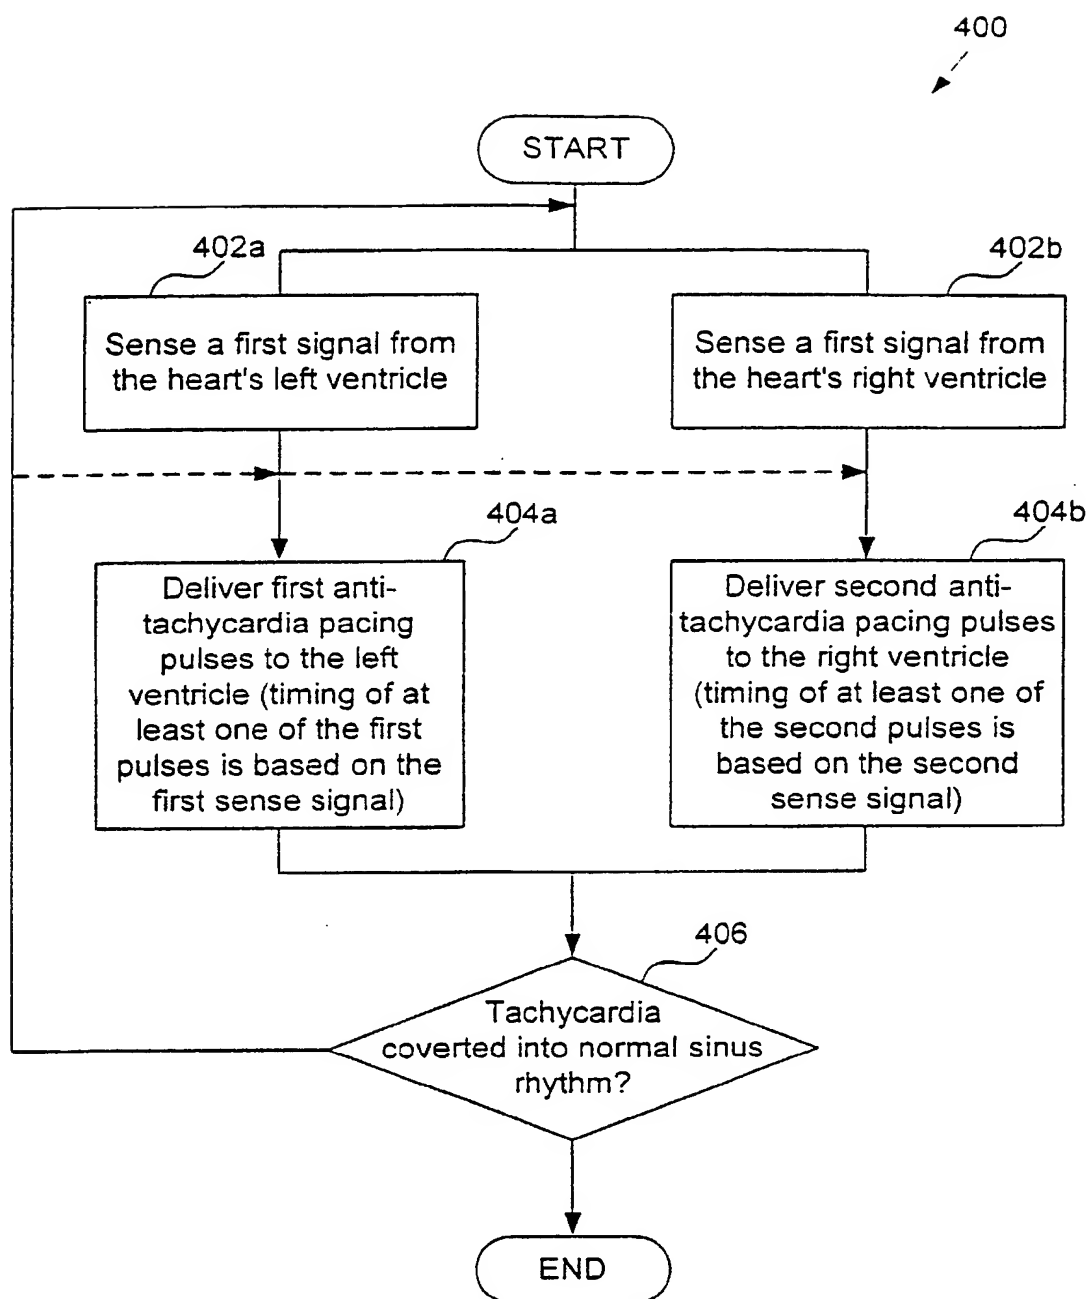 400
START
402a
402b
Sense a first signal from
the heart's left ventricle
Sense a first signal from
the heart's right ventricle
404a
404b
Deliver first anti-
tachycardia pacing
pulses to the left
ventricle (timing of at
least one of the first
pulses is based on the
first sense signal)
Deliver second anti-
tachycardia pacing pulses
to the right ventricle
(timing of at least one of
the second pulses is
based on the second
sense signal)
406
Tachycardia
coverted into normal sinus
rhythm?
END